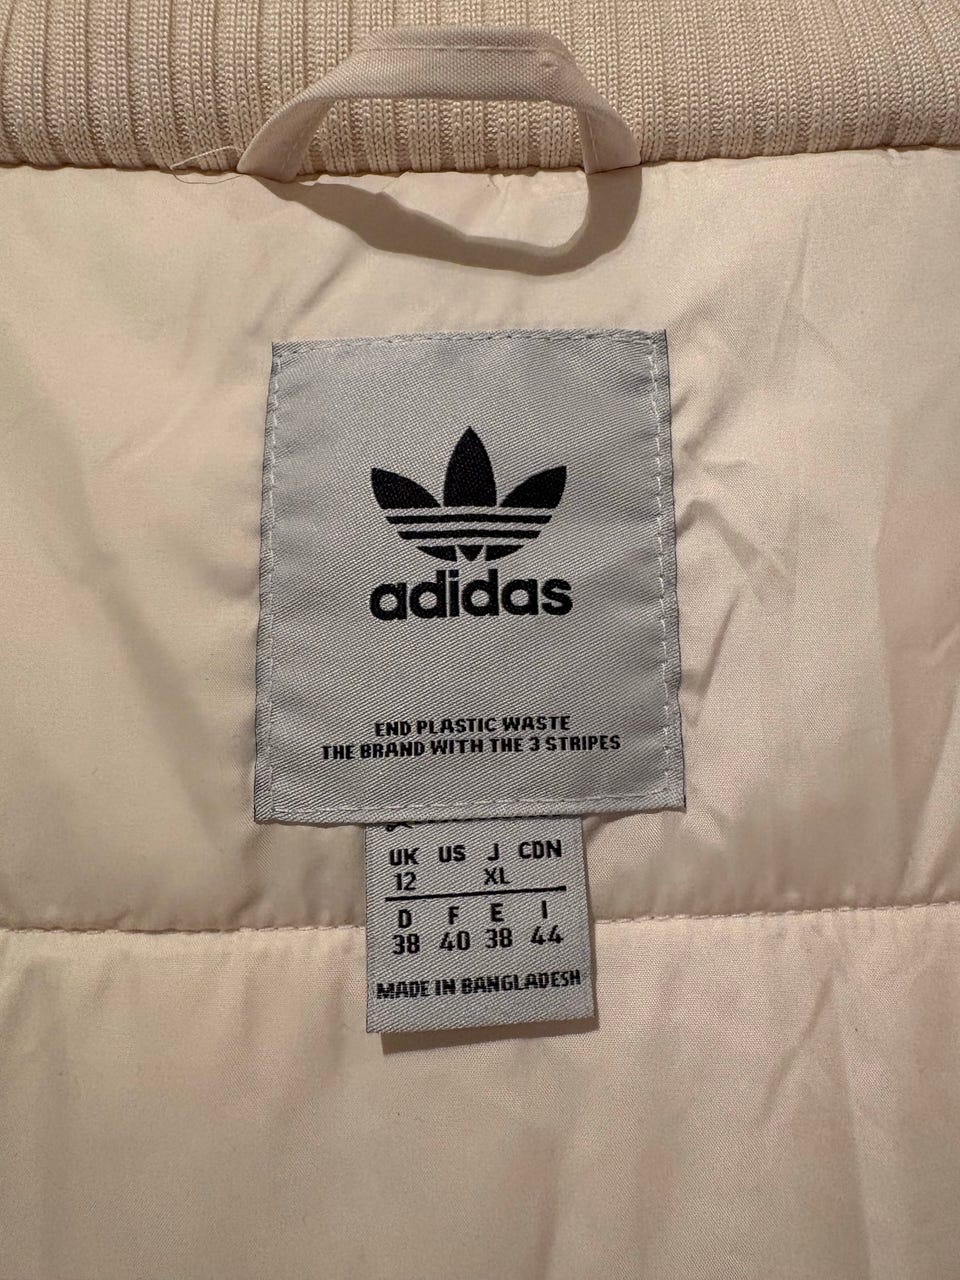 adidas
END PLASTIC WASTE
THE BRAND WITH THE 3 STRIPES
UK US J CDN
12 XL
D F E I
38 40 38 44
MADE IN BANGLADESH